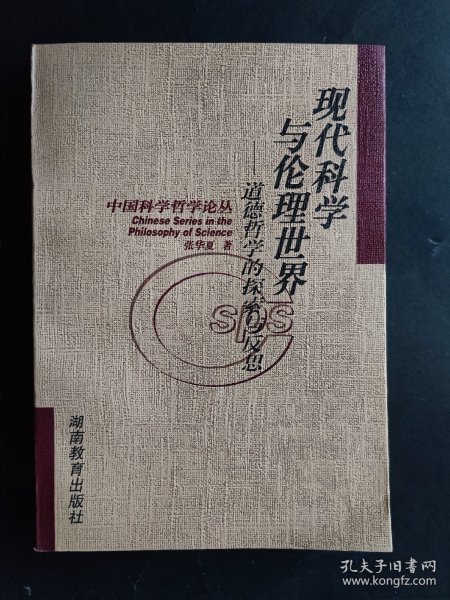 现代科学
与伦理世界
——道德哲学的探索与反思
中国科学哲学论丛
Chinese Series in the
Philosophy of Science
张华夏 著
CSPS
湖南教育出版社
孔夫子旧书网
www.kongfz.com